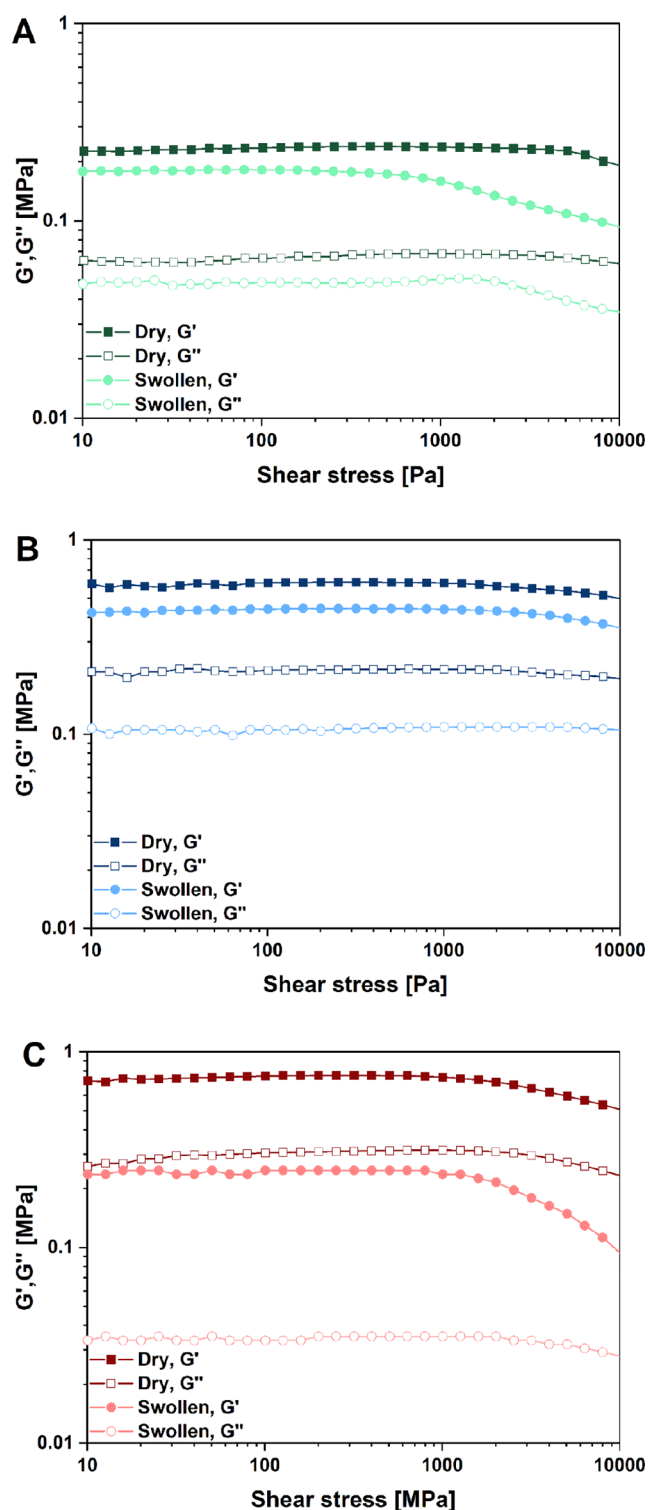 A
1
0.1
0.01
G',G'' [MPa]
Dry, G'
Dry, G''
Swollen, G'
Swollen, G''
10 100 1000 10000
Shear stress [Pa]
B
1
0.1
0.01
G',G'' [MPa]
Dry, G'
Dry, G''
Swollen, G'
Swollen, G''
10 100 1000 10000
Shear stress [Pa]
C
1
0.1
0.01
G',G'' [MPa]
Dry, G'
Dry, G''
Swollen, G'
Swollen, G''
10 100 1000 10000
Shear stress [MPa]